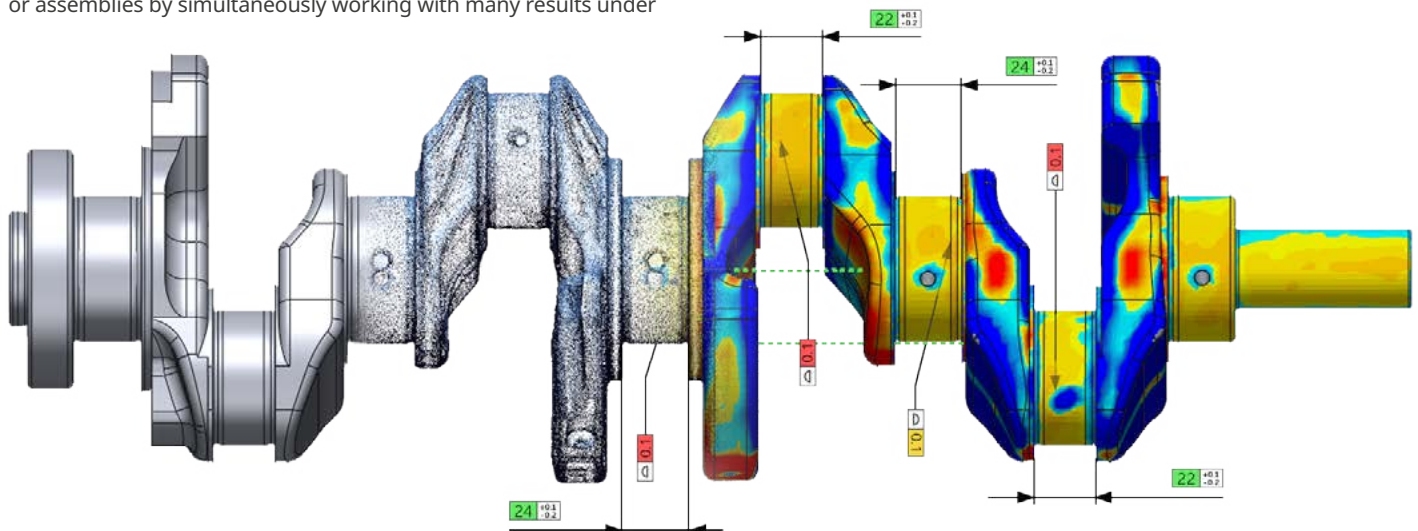 or assemblies by simultaneously working with many results under
22 +0.1 -0.2
24 +0.1 -0.2
0.1
0.1
0.1
0.1
22 +0.1 -0.2
24 +0.1 -0.2